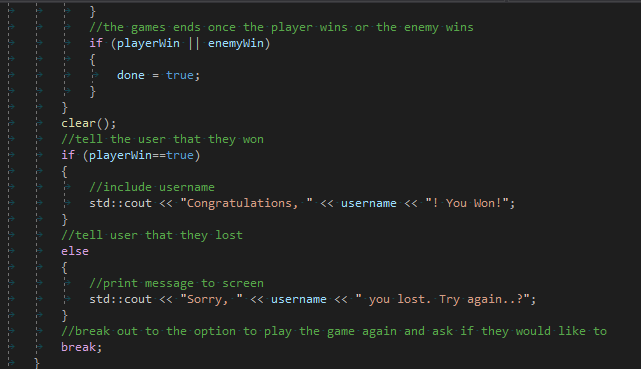 }
//the games ends once the player wins or the enemy wins
if (playerWin || enemyWin)
{
done = true;
}
}
clear();
//tell the user that they won
if (playerWin==true)
{
//include username
std::cout << "Congratulations, " << username << "! You Won!";
}
//tell user that they lost
else
{
//print message to screen
std::cout << "Sorry, " << username << " you lost. Try again..?";
}
//break out to the option to play the game again and ask if they would like to
break;
}